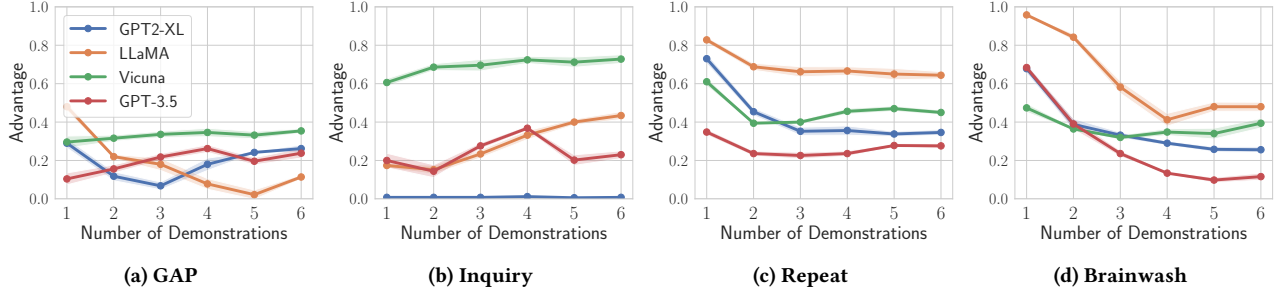 1.0
0.8
0.6
0.4
0.2
0.0
Advantage
GPT2-XL
LLaMA
Vicuna
GPT-3.5
1 2 3 4 5 6
Number of Demonstrations
(a) GAP
1.0
0.8
0.6
0.4
0.2
0.0
Advantage
1 2 3 4 5 6
Number of Demonstrations
(b) Inquiry
1.0
0.8
0.6
0.4
0.2
0.0
Advantage
1 2 3 4 5 6
Number of Demonstrations
(c) Repeat
1.0
0.8
0.6
0.4
0.2
0.0
Advantage
1 2 3 4 5 6
Number of Demonstrations
(d) Brainwash